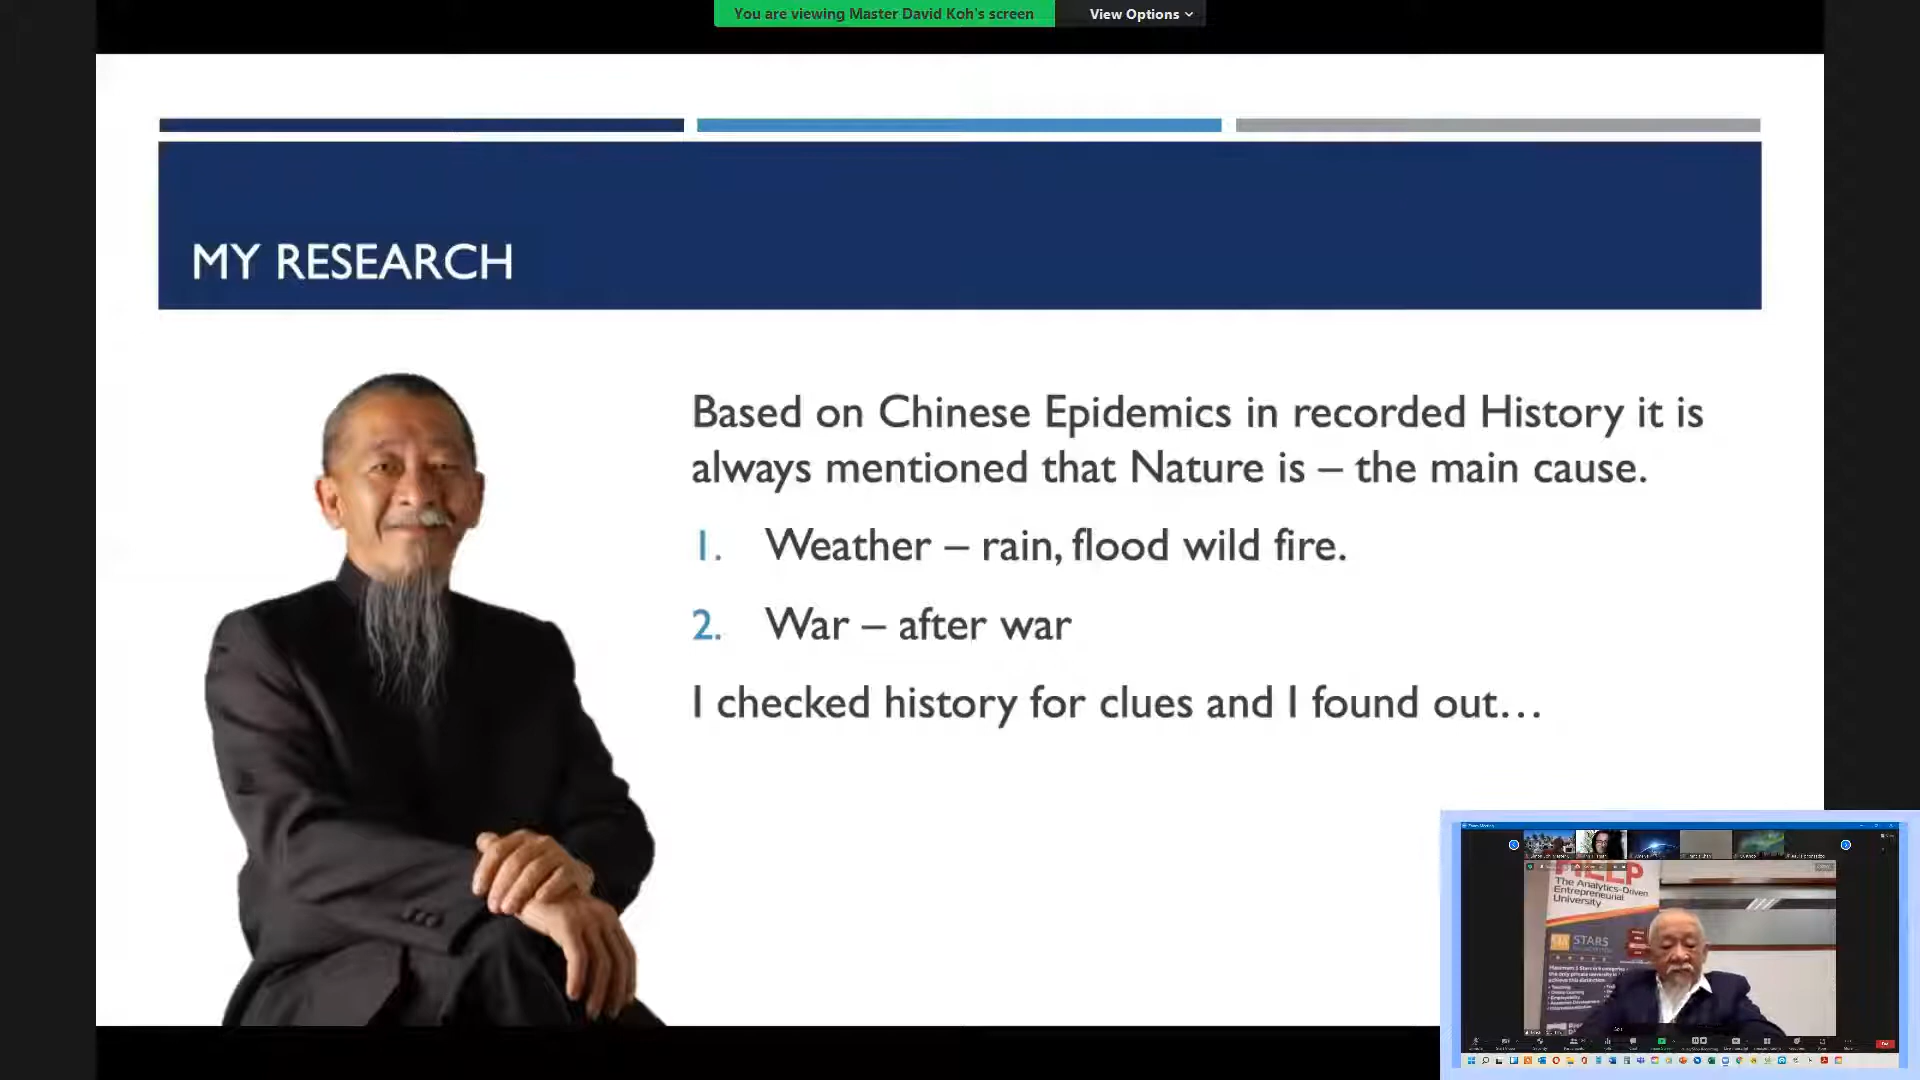 You are viewing Master David Koh's screen
View Options
MY RESEARCH
Based on Chinese Epidemics in recorded History it is
always mentioned that Nature is – the main cause.
1. Weather – rain, flood wild fire.
2. War – after war
I checked history for clues and I found out...
HELP
The Analytics-Driven
Entrepreneurial
University
STARS